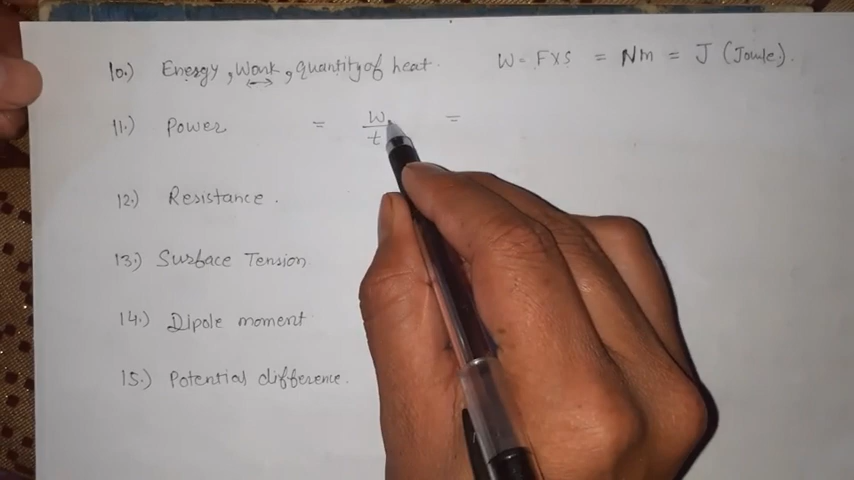 10.) Energy, Work, quantity of heat. W = F×S = Nm = J (Joule).
11.) Power = W/t =
12.) Resistance.
13.) Surface Tension
14.) Dipole moment
15.) Potential difference.